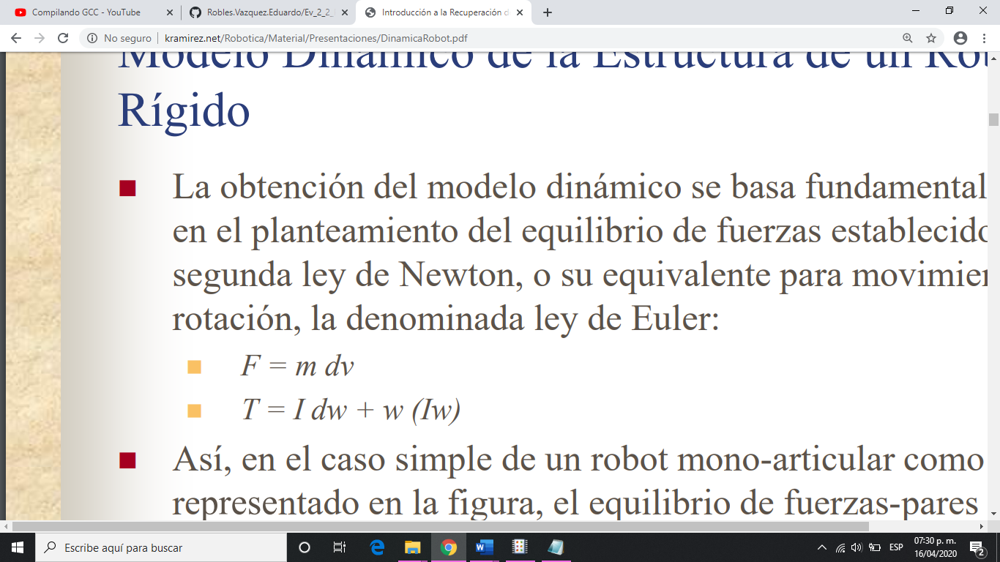 Compilando GCC - YouTube
Robles.Vazquez.Eduardo/Ev_2_2_
Introducción a la Recuperación d
No seguro
kramirez.net/Robotica/Material/Presentaciones/DinamicaRobot.pdf
Modelo Dinámico de la Estructura de un Rob
Rígido
La obtención del modelo dinámico se basa fundamental
en el planteamiento del equilibrio de fuerzas establecido
segunda ley de Newton, o su equivalente para movimien
rotación, la denominada ley de Euler:
F = m dv
T = I dw + w (Iw)
Así, en el caso simple de un robot mono-articular como
representado en la figura, el equilibrio de fuerzas-pares
Escribe aquí para buscar
ESP
07:30 p. m.
16/04/2020
2